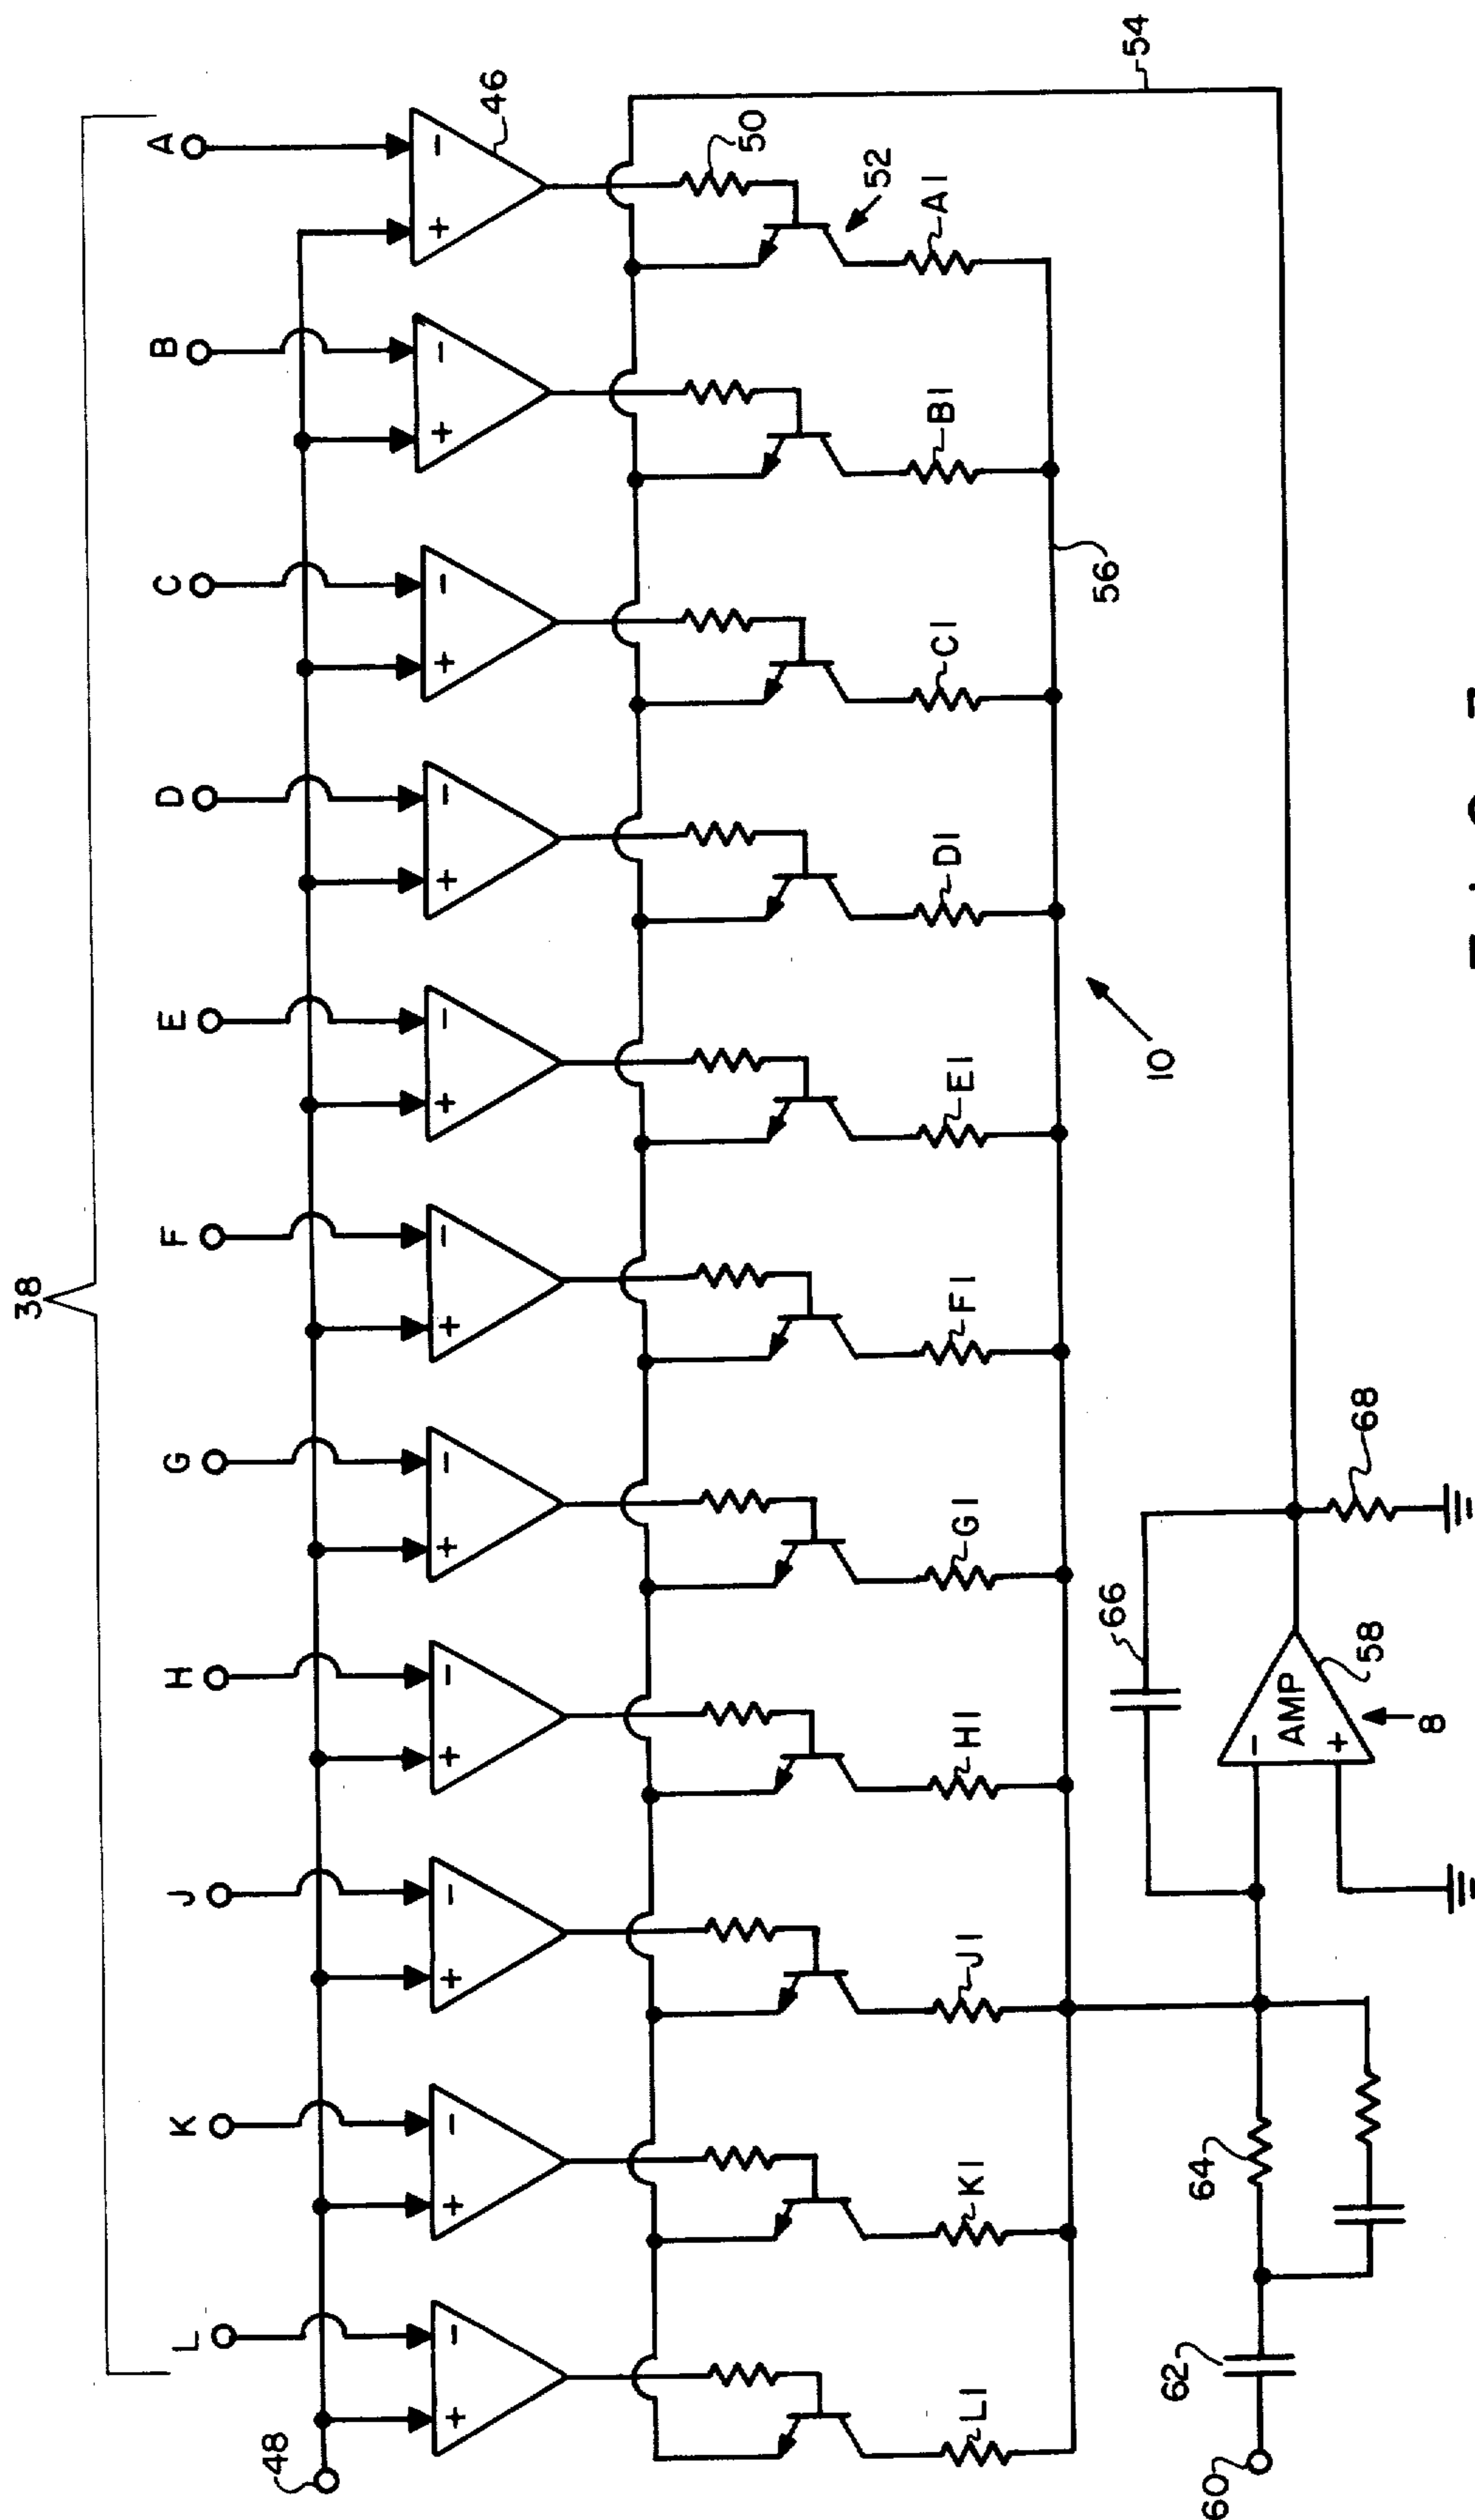 38
L
K
J
H
G
F
E
D
C
B
A
48
+
−
+
−
+
−
+
−
+
−
+
−
+
−
+
−
+
−
+
−
+
−
+
−
46
50
52
L1
K1
J1
H1
G1
F1
E1
D1
C1
B1
A1
56
10
54
60
62
64
66
−
AMP
+
58
8
68